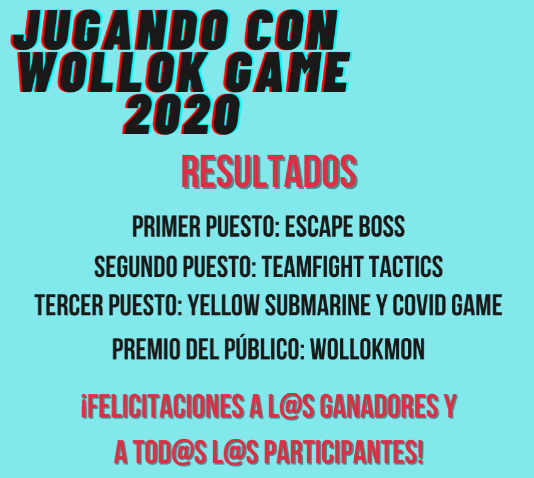 JUGANDO CON
WOLLOK GAME
2020
RESULTADOS
PRIMER PUESTO: ESCAPE BOSS
SEGUNDO PUESTO: TEAMFIGHT TACTICS
TERCER PUESTO: YELLOW SUBMARINE Y COVID GAME
PREMIO DEL PÚBLICO: WOLLOKMON
¡FELICITACIONES A L@S GANADORES Y
A TOD@S L@S PARTICIPANTES!